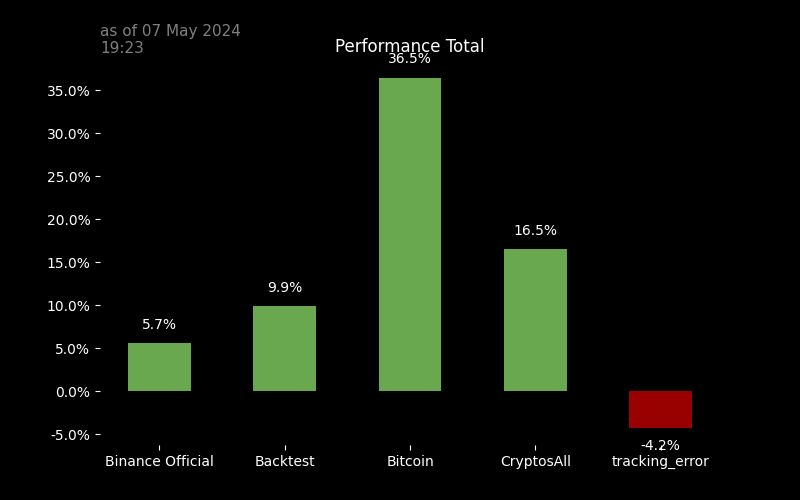 as of 07 May 2024
19:23
Performance Total
36.5%
35.0%
30.0%
25.0%
20.0%
16.5%
15.0%
10.0%
9.9%
5.7%
5.0%
0.0%
-5.0%
-4.2%
Binance Official
Backtest
Bitcoin
CryptosAll
tracking_error